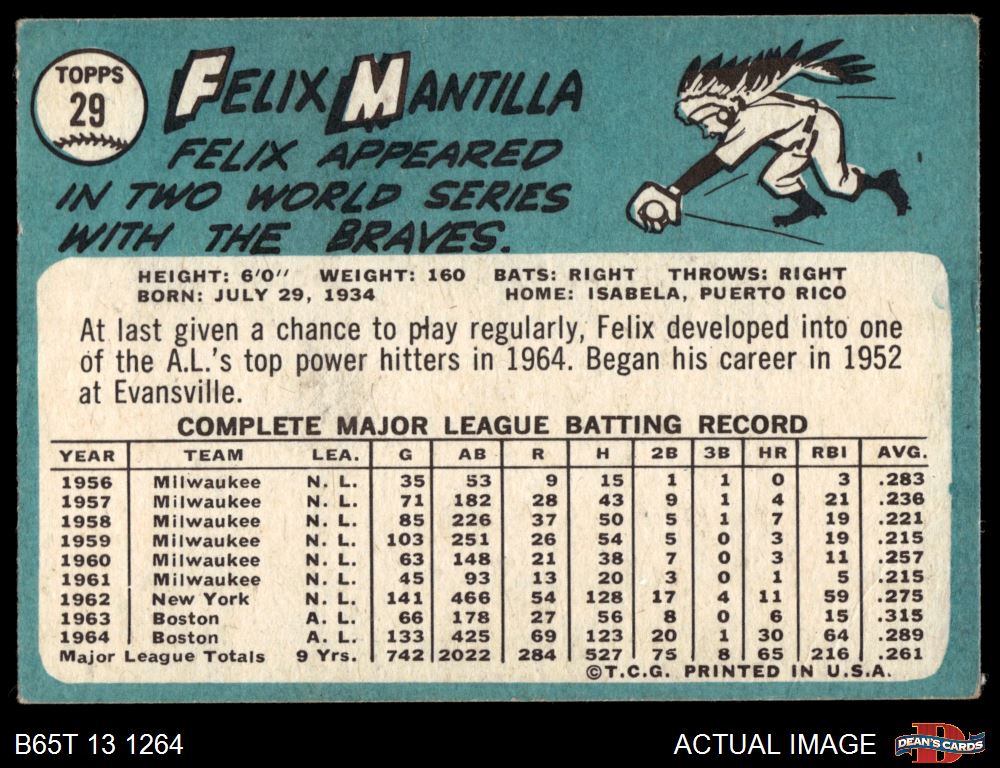 TOPPS
29
FELIX MANTILLA
FELIX APPEARED
IN TWO WORLD SERIES
WITH THE BRAVES.
HEIGHT: 6'0" WEIGHT: 160 BATS: RIGHT THROWS: RIGHT
BORN: JULY 29, 1934 HOME: ISABELA, PUERTO RICO
At last given a chance to play regularly, Felix developed into one
of the A.L.'s top power hitters in 1964. Began his career in 1952
at Evansville.
COMPLETE MAJOR LEAGUE BATTING RECORD
YEAR TEAM LEA. G AB R H 2B 3B HR RBI AVG.
1956 Milwaukee N. L. 35 53 9 15 1 1 0 3 .283
1957 Milwaukee N. L. 71 182 28 43 9 1 4 21 .236
1958 Milwaukee N. L. 85 226 37 50 5 1 7 19 .221
1959 Milwaukee N. L. 103 251 26 54 5 0 3 19 .215
1960 Milwaukee N. L. 63 148 21 38 7 0 3 11 .257
1961 Milwaukee N. L. 45 93 13 20 3 0 1 5 .215
1962 New York N. L. 141 466 54 128 17 4 11 59 .275
1963 Boston A. L. 66 178 27 56 8 0 6 15 .315
1964 Boston A. L. 133 425 69 123 20 1 30 64 .289
Major League Totals 9 Yrs. 742 2022 284 527 75 8 65 216 .261
©T.C.G. PRINTED IN U.S.A.
B65T 13 1264 ACTUAL IMAGE D DEAN'S CARDS